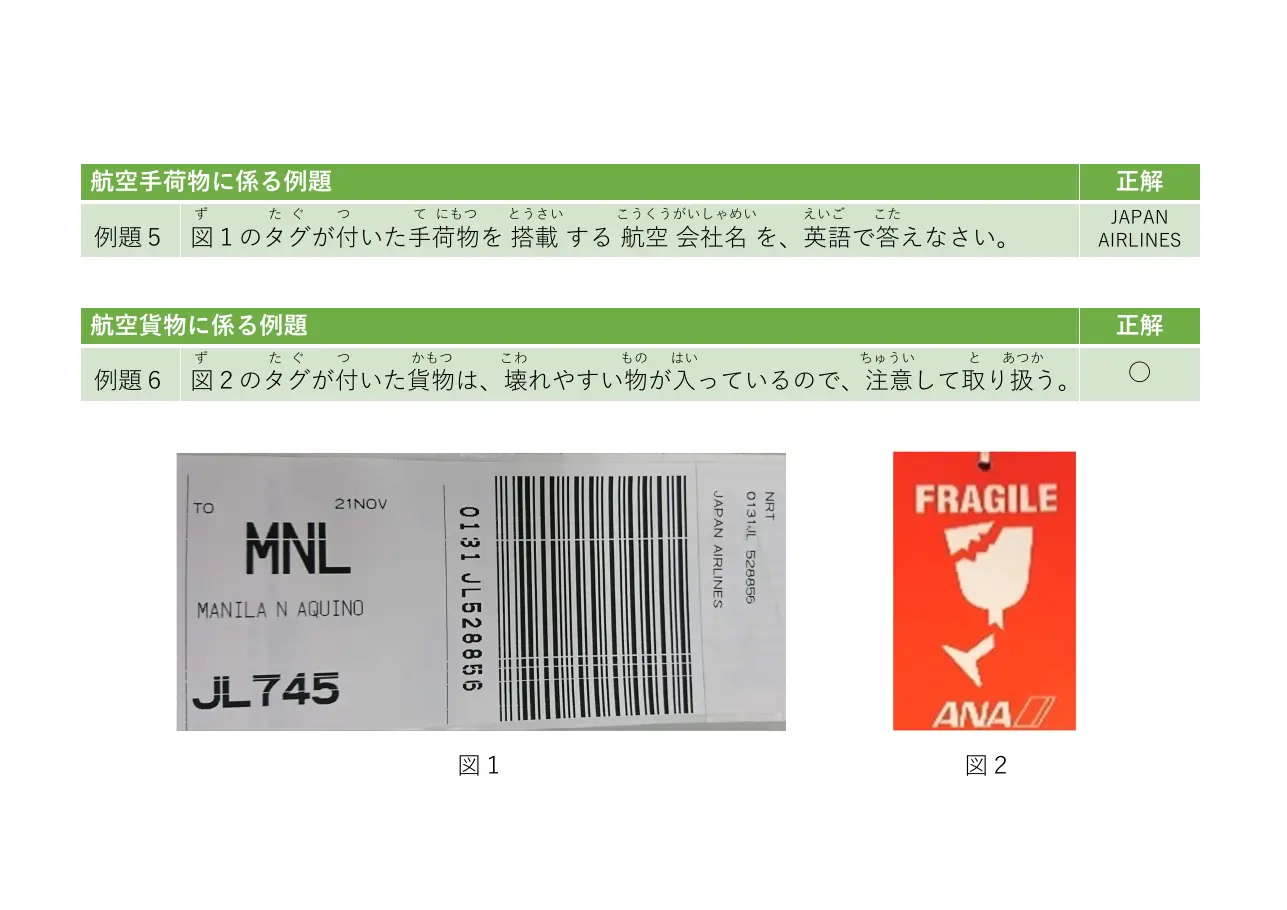 航空手荷物に係る例題 正解
ず たぐ つ てにもつ とうさい こうくうがいしゃめい えいご こた
例題5 図1のタグが付いた手荷物を 搭載 する 航空 会社名 を、英語で答えなさい。
JAPAN
AIRLINES
航空貨物に係る例題 正解
ず たぐ つ かもつ こわ もの はい ちゅうい と あつか
例題6 図2のタグが付いた貨物は、壊れやすい物が入っているので、注意して取り扱う。 ○
TO 21NOV
MNL
MANILA N AQUINO
JL745
0131 JL528856
NRT
0131JL 528856
JAPAN AIRLINES
FRAGILE
ANA
図1
図2